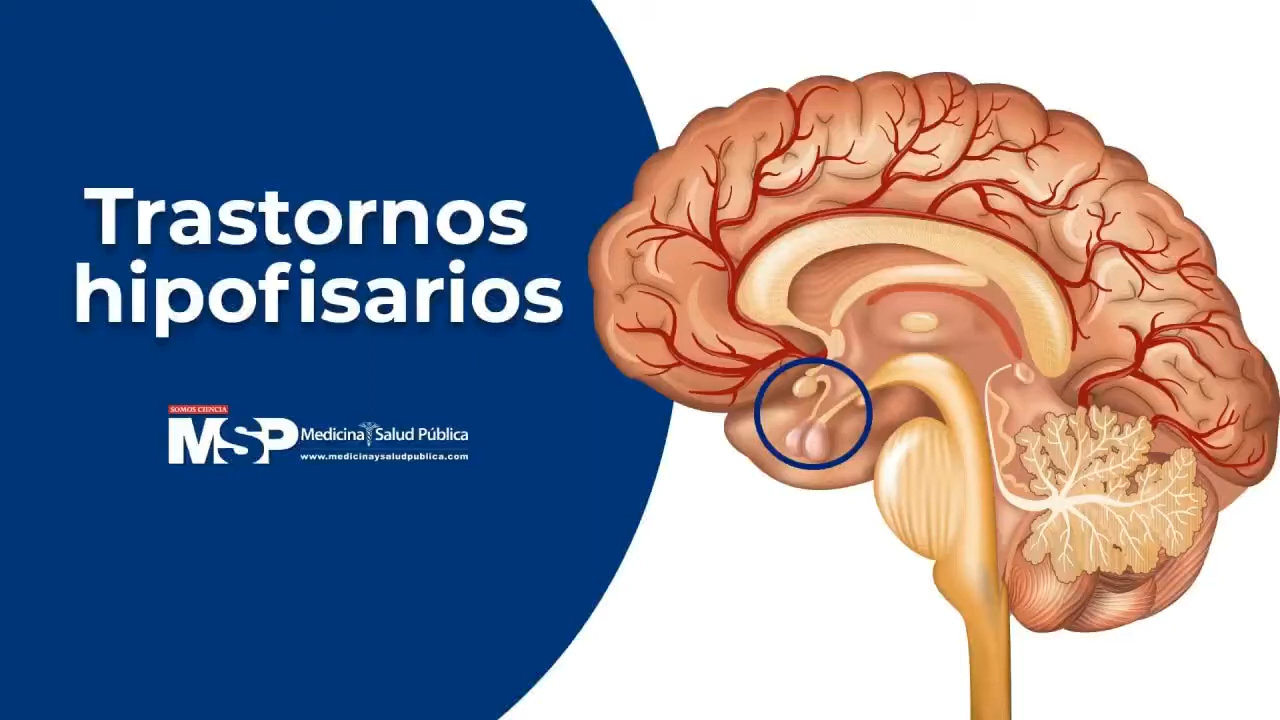 Trastornos
hipofisarios
SOMOS CIENCIA
MSP Medicina Salud Pública
www.medicinaysaludpublica.com